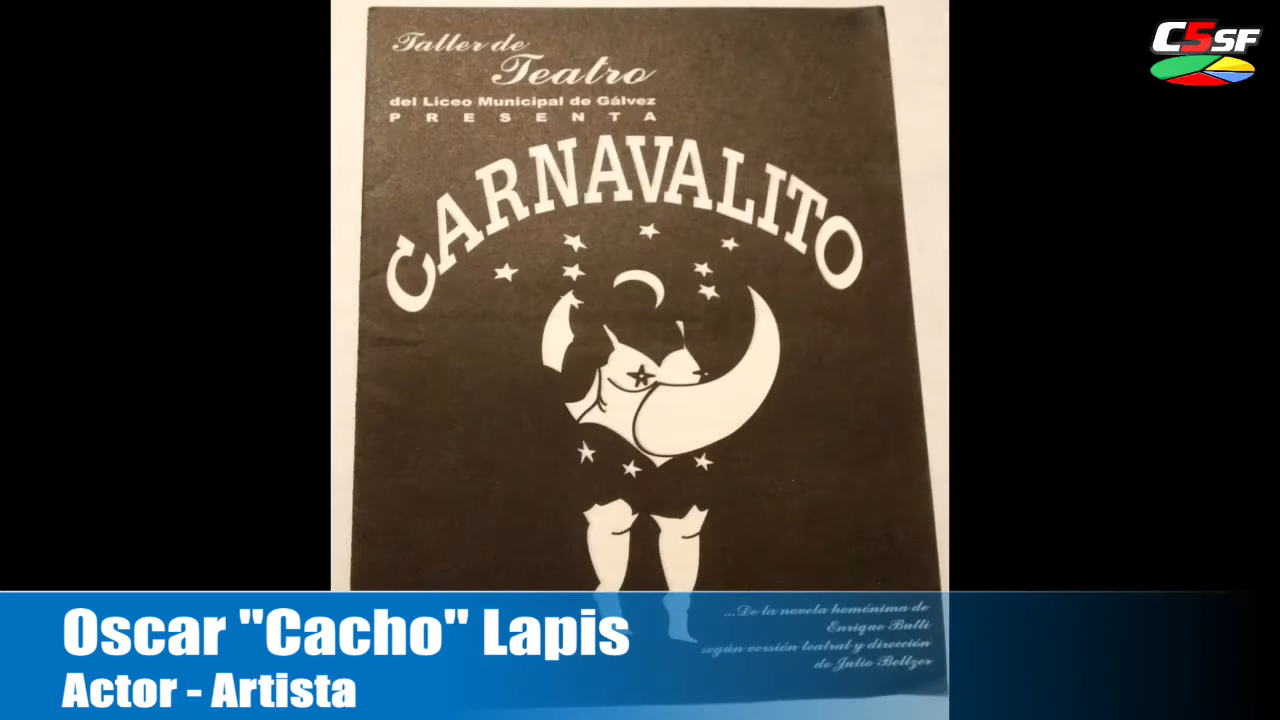 Taller de
Teatro
del Liceo Municipal de Gálvez
PRESENTA
CARNAVALITO
...De la novela homónima de
Enrique Butti
según versión teatral y dirección
de Julio Beltzer
Oscar "Cacho" Lapis
Actor - Artista
C5SF